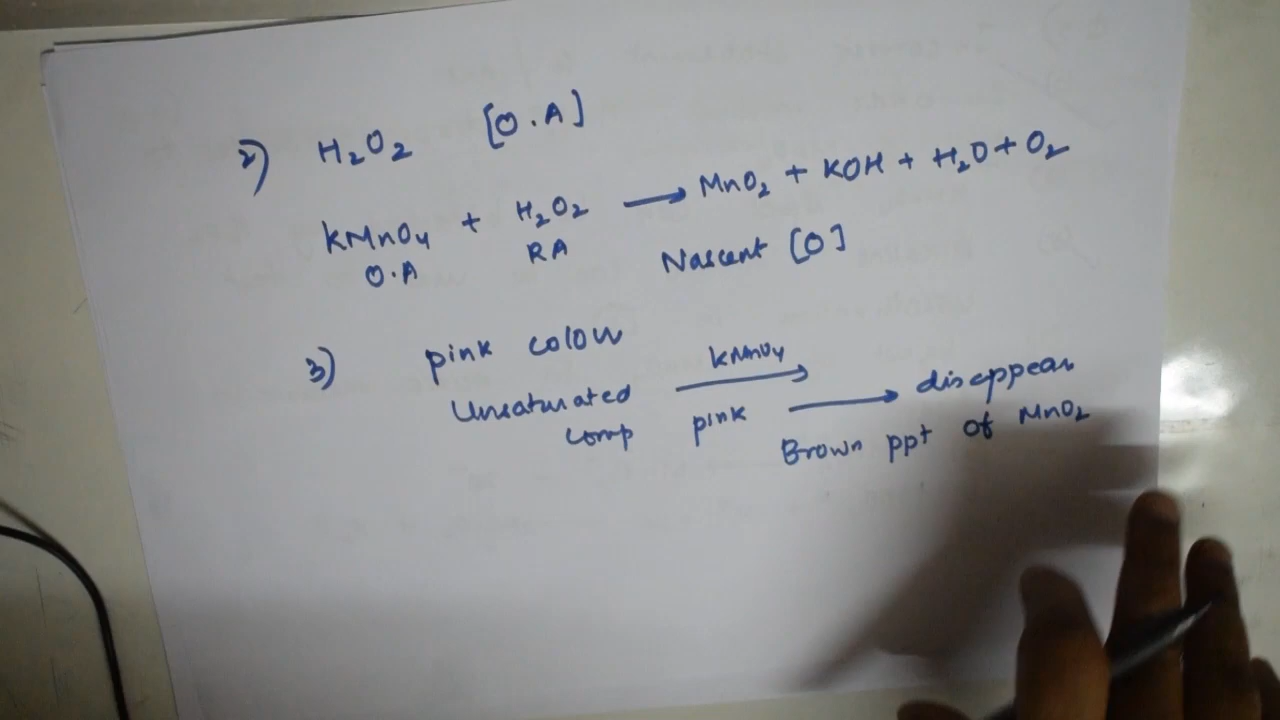 2) H₂O₂ [O.A]
KMnO₄ + H₂O₂ ⟶ MnO₂ + KOH + H₂O + O₂
O.A RA Nascent [O]
3) pink colour
Unsaturated KMnO₄ ⟶ disappear
comp pink ⟶ Brown ppt of MnO₂